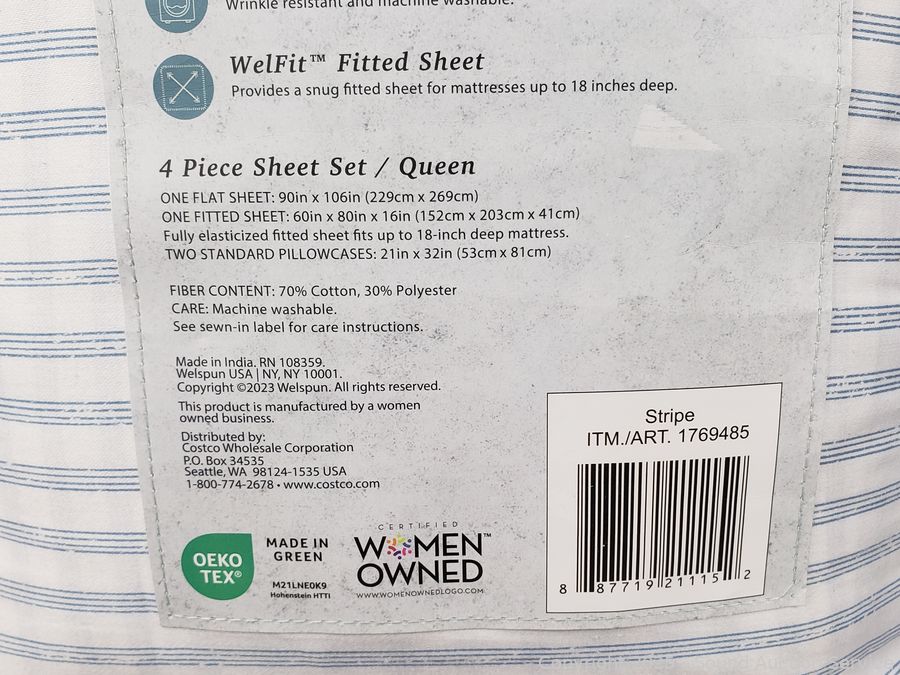 Wrinkle resistant and machine washable.
WelFit™ Fitted Sheet
Provides a snug fitted sheet for mattresses up to 18 inches deep.
4 Piece Sheet Set / Queen
ONE FLAT SHEET: 90in x 106in (229cm x 269cm)
ONE FITTED SHEET: 60in x 80in x 16in (152cm x 203cm x 41cm)
Fully elasticized fitted sheet fits up to 18-inch deep mattress.
TWO STANDARD PILLOWCASES: 21in x 32in (53cm x 81cm)
FIBER CONTENT: 70% Cotton, 30% Polyester
CARE: Machine washable.
See sewn-in label for care instructions.
Made in India. RN 108359.
Welspun USA | NY, NY 10001.
Copyright ©2023 Welspun. All rights reserved.
This product is manufactured by a women
owned business.
Distributed by:
Costco Wholesale Corporation
P.O. Box 34535
Seattle, WA 98124-1535 USA
1-800-774-2678 • www.costco.com
OEKO
TEX®
MADE IN
GREEN
M21LNE0K9
Hohenstein HTTI
CERTIFIED
WOMEN™
OWNED
WWW.WOMENOWNEDLOGO.COM
Stripe
ITM./ART. 1769485
8 87719 21115 2
Copyright Sound Auction Service